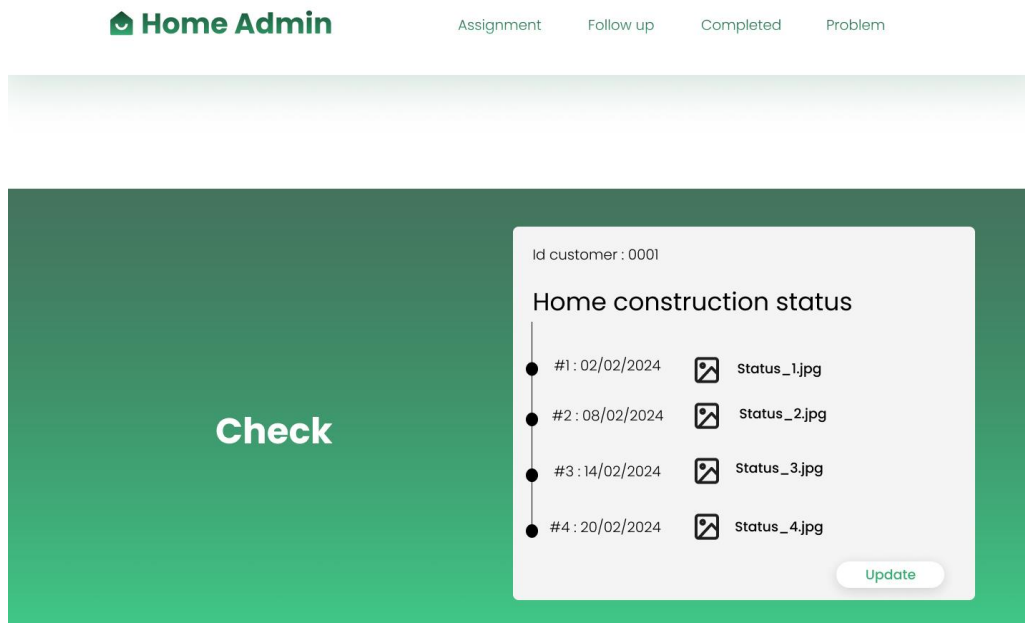 Home Admin
Assignment Follow up Completed Problem
Check
Id customer : 0001
Home construction status
#1 : 02/02/2024 Status_1.jpg
#2 : 08/02/2024 Status_2.jpg
#3 : 14/02/2024 Status_3.jpg
#4 : 20/02/2024 Status_4.jpg
Update